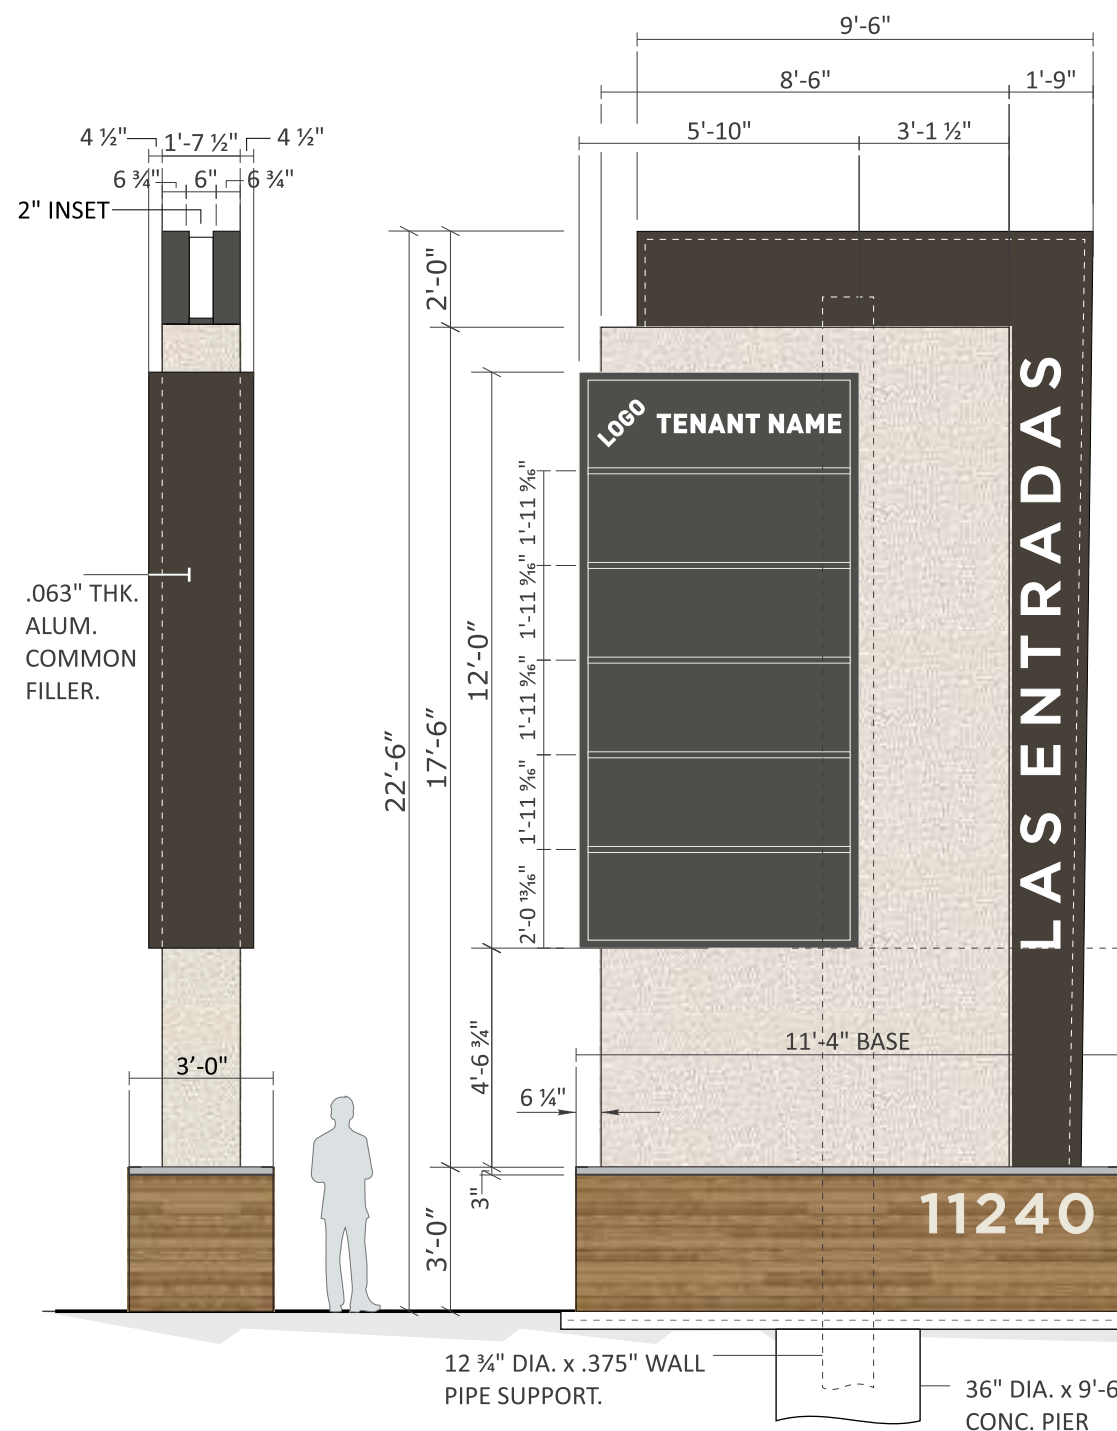 9'-6"
8'-6"
1'-9"
5'-10"
3'-1 ½"
4 ½"
1'-7 ½"
4 ½"
6 ¾"
6"
6 ¾"
2" INSET
2'-0"
LOGO
TENANT NAME
1'-11 9⁄16"
1'-11 9⁄16"
1'-11 9⁄16"
1'-11 9⁄16"
2'-0 13⁄16"
.063" THK.
ALUM.
COMMON
FILLER.
12'-0"
17'-6"
22'-6"
LAS ENTRADAS
4'-6 ¾"
11'-4" BASE
3'-0"
6 ¼"
3"
3'-0"
11240
12 ¾" DIA. x .375" WALL
PIPE SUPPORT.
36" DIA. x 9'-6
CONC. PIER